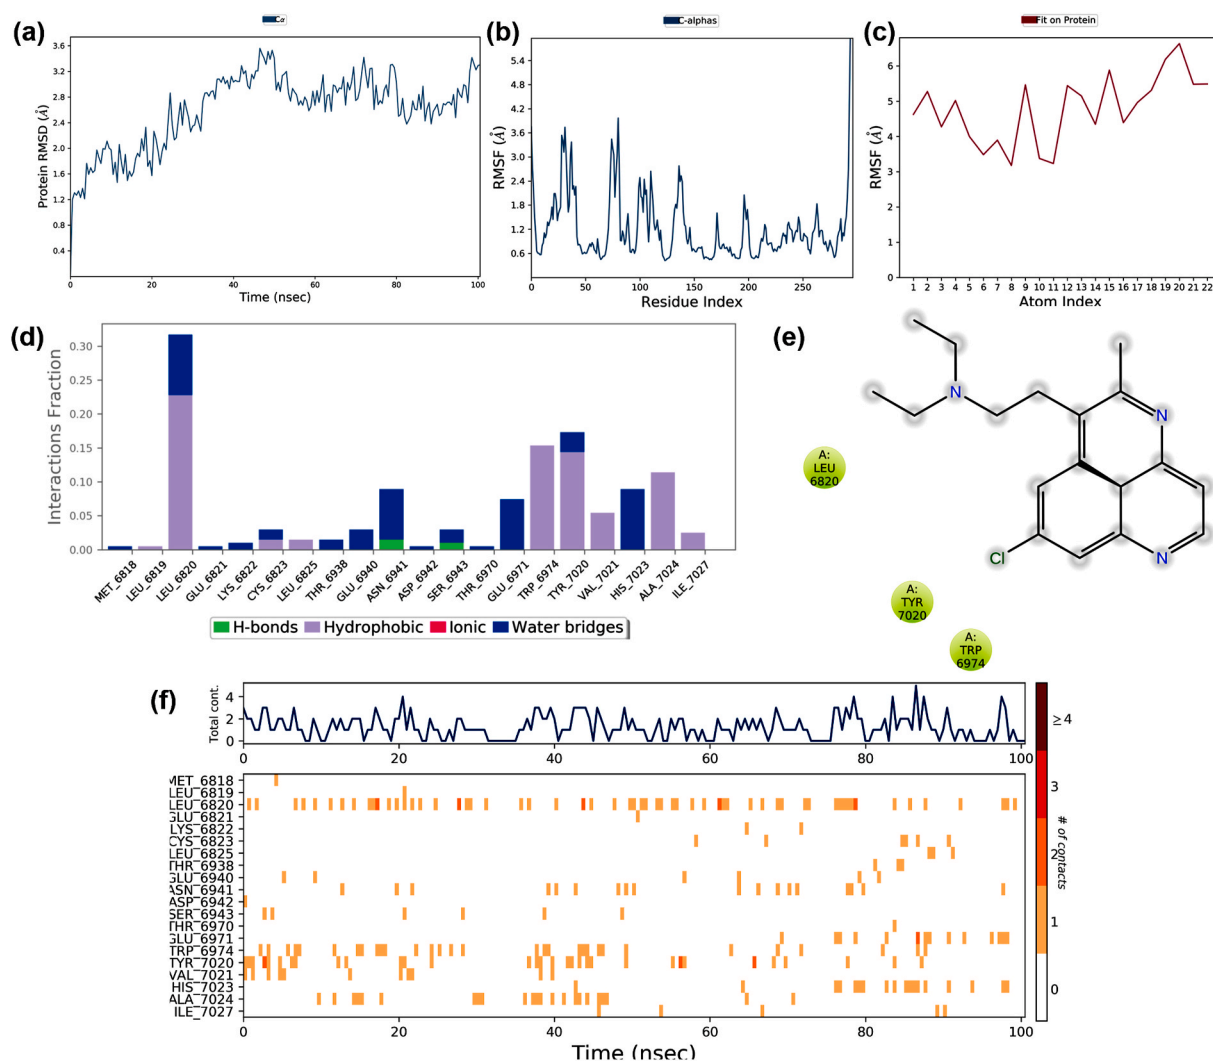 (a)
Cα
Protein RMSD (Å)
3.6
3.2
2.8
2.4
2.0
1.6
1.2
0.8
0.4
0 20 40 60 80 100
Time (nsec)
(b)
C-alphas
RMSF (Å)
5.4
4.8
4.2
3.6
3.0
2.4
1.8
1.2
0.6
0 50 100 150 200 250
Residue Index
(c)
Fit on Protein
RMSF (Å)
6
5
4
3
2
1
0
1 2 3 4 5 6 7 8 9 10 11 12 13 14 15 16 17 18 19 20 21 22
Atom Index
(d)
Interactions Fraction
0.30
0.25
0.20
0.15
0.10
0.05
0.00
MET_6818
LEU_6819
LEU_6820
GLU_6821
LYS_6822
CYS_6823
LEU_6825
THR_6938
GLU_6940
ASN_6941
ASP_6942
SER_6943
THR_6970
GLU_6971
TRP_6974
TYR_7020
VAL_7021
HIS_7023
ALA_7024
ILE_7027
H-bonds Hydrophobic Ionic Water bridges
(e)
N
N
N
Cl
A:
LEU
6820
A:
TYR
7020
A:
TRP
6974
(f)
Total cont.
4
2
0
0 20 40 60 80 100
MET_6818
LEU_6819
LEU_6820
GLU_6821
LYS_6822
CYS_6823
LEU_6825
THR_6938
GLU_6940
ASN_6941
ASP_6942
SER_6943
THR_6970
GLU_6971
TRP_6974
TYR_7020
VAL_7021
HIS_7023
ALA_7024
ILE_7027
0 20 40 60 80 100
Time (nsec)
≥4
3
2
1
0
# of contacts